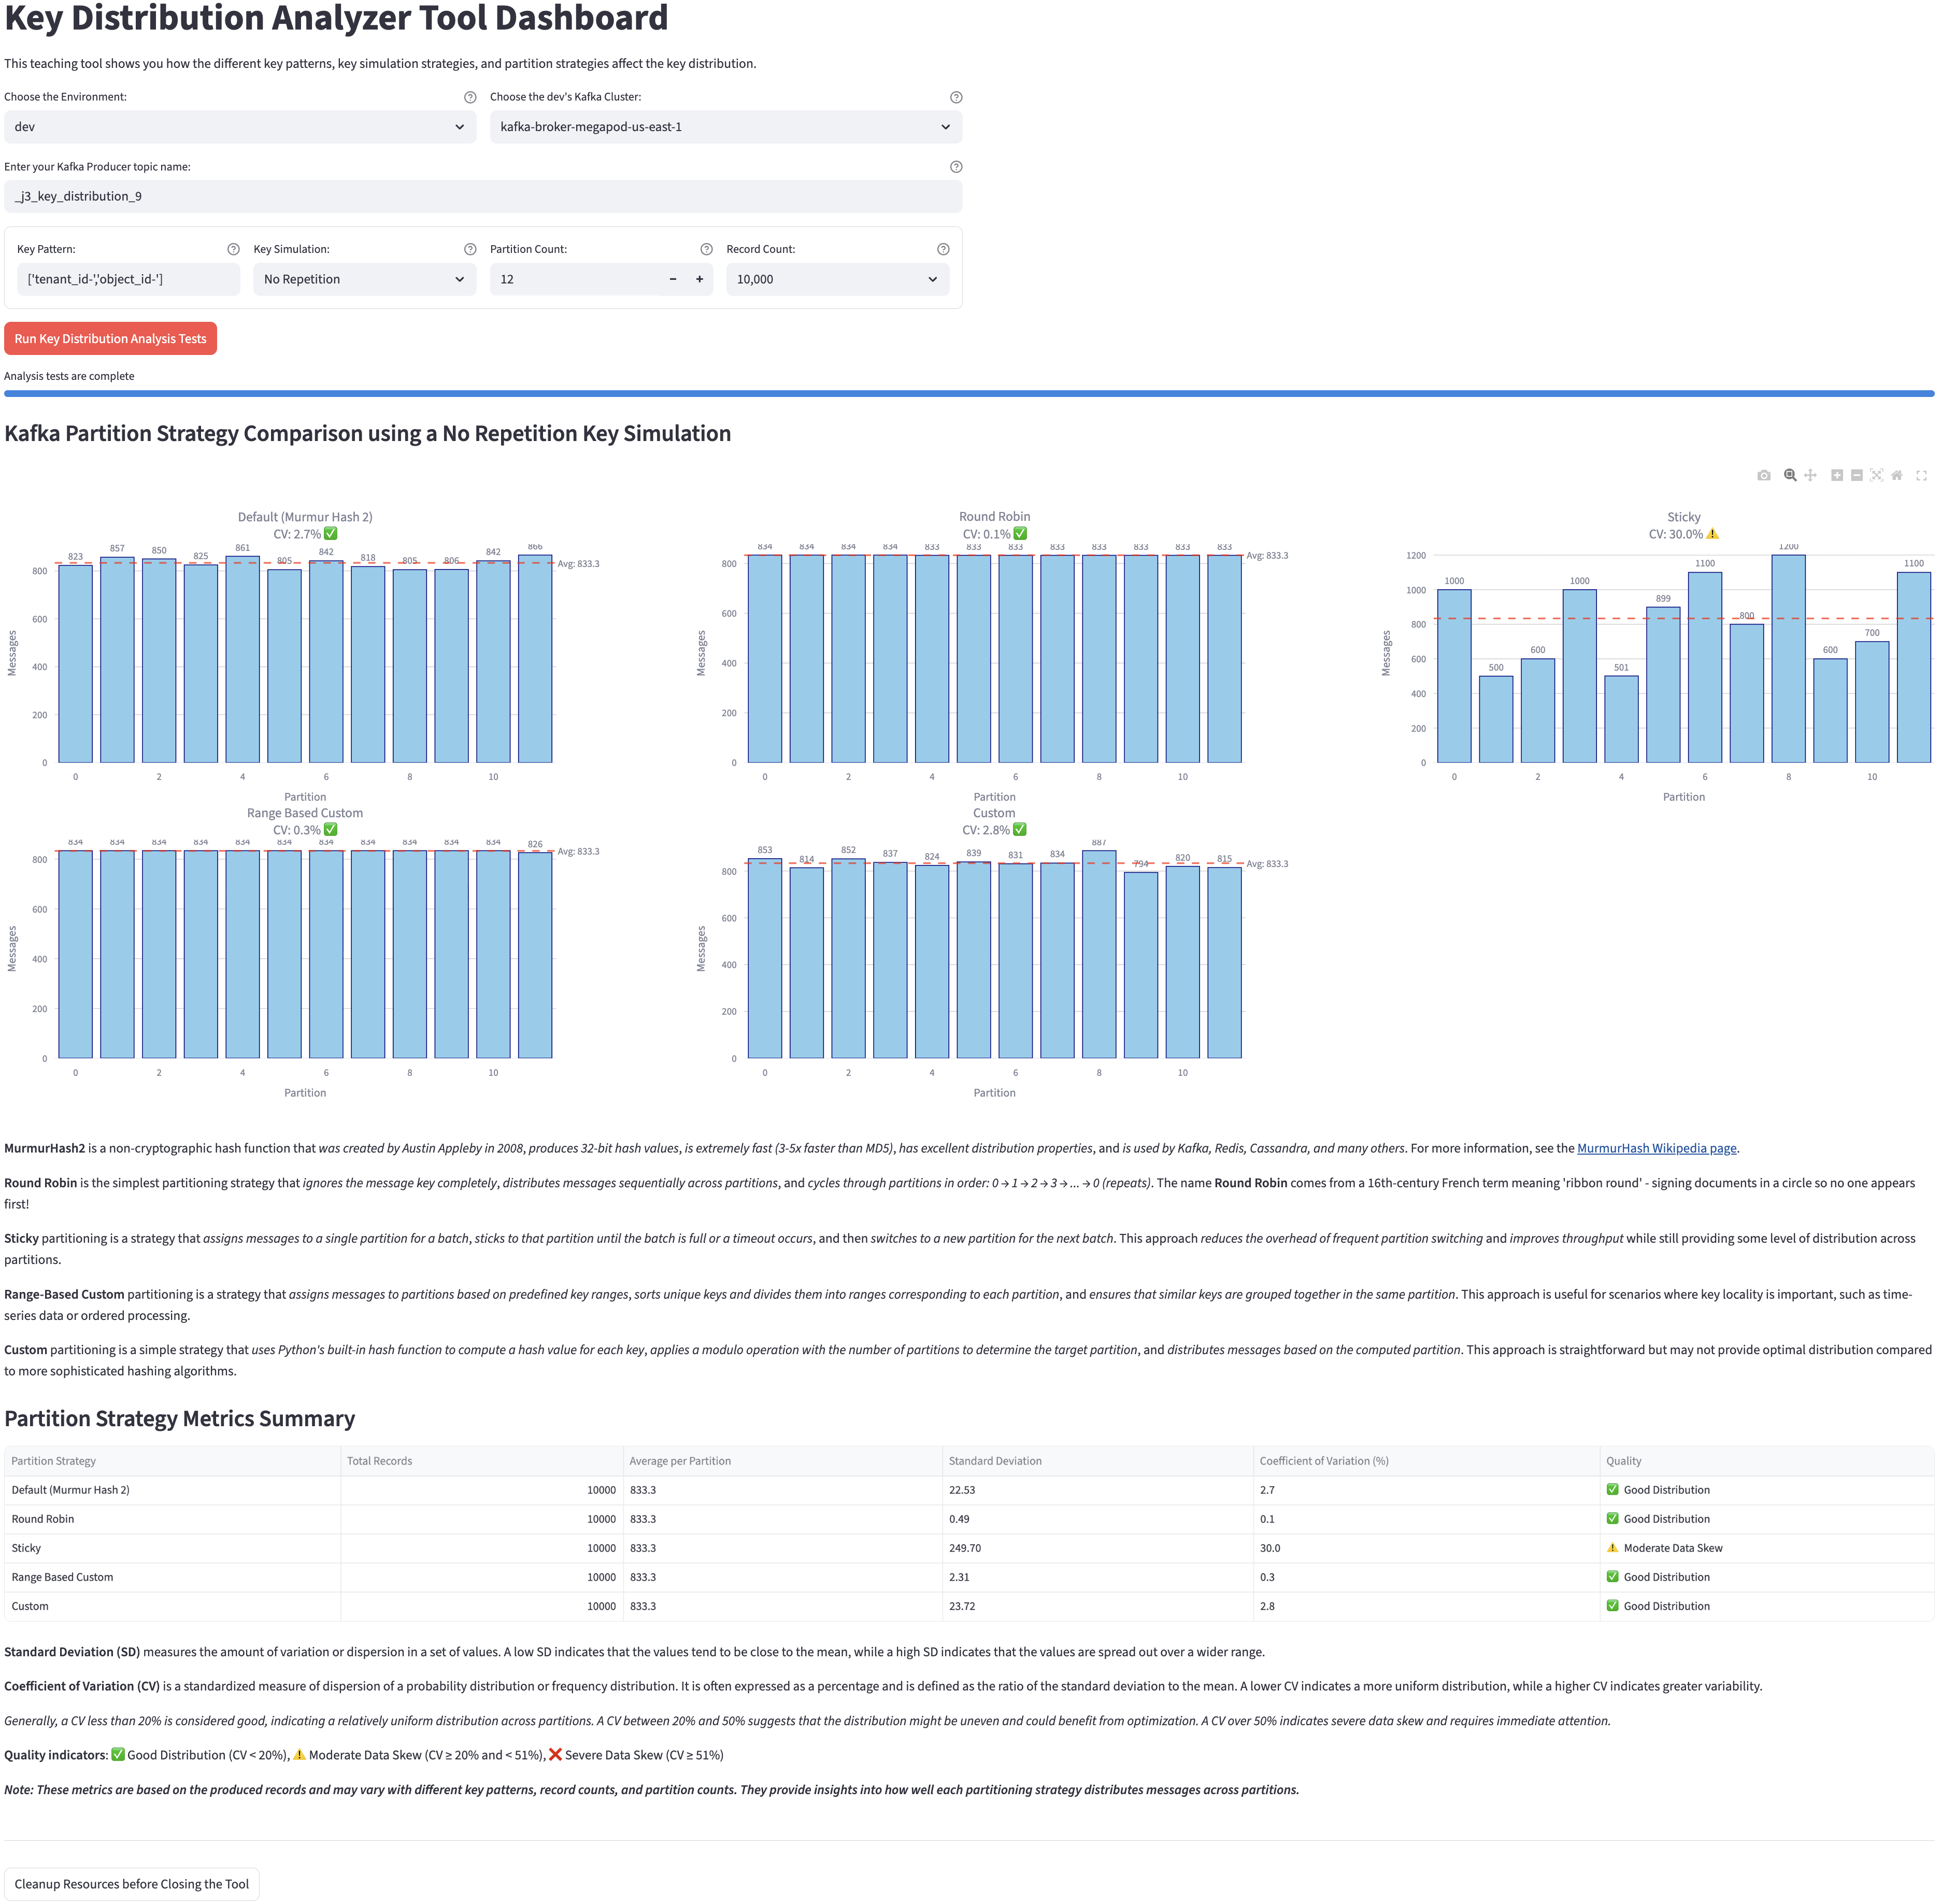 Key Distribution Analyzer Tool Dashboard
This teaching tool shows you how the different key patterns, key simulation strategies, and partition strategies affect the key distribution.
Choose the Environment:
Choose the dev's Kafka Cluster:
dev
kafka-broker-megapod-us-east-1
Enter your Kafka Producer topic name:
_j3_key_distribution_9
Key Pattern:
Key Simulation:
Partition Count:
Record Count:
['tenant_id-','object_id-']
No Repetition
12
10,000
Run Key Distribution Analysis Tests
Analysis tests are complete
Kafka Partition Strategy Comparison using a No Repetition Key Simulation
Default (Murmur Hash 2)
CV: 2.7% ✅
823 857 850 825 861 805 842 818 805 806 842 866
Avg: 833.3
800
600
400
200
0
Messages
0 2 4 6 8 10
Partition
Round Robin
CV: 0.1% ✅
834 834 834 834 833 833 833 833 833 833 833 833
Avg: 833.3
800
600
400
200
0
Messages
0 2 4 6 8 10
Partition
Sticky
CV: 30.0% ⚠️
1000 500 600 1000 501 899 1100 800 1200 600 700 1100
1200
1000
800
600
400
200
0
Messages
0 2 4 6 8 10
Partition
Range Based Custom
CV: 0.3% ✅
834 834 834 834 834 834 834 834 834 834 834 826
Avg: 833.3
800
600
400
200
0
Messages
0 2 4 6 8 10
Partition
Custom
CV: 2.8% ✅
853 814 852 837 824 839 831 834 887 794 820 815
Avg: 833.3
800
600
400
200
0
Messages
0 2 4 6 8 10
Partition
MurmurHash2 is a non-cryptographic hash function that was created by Austin Appleby in 2008, produces 32-bit hash values, is extremely fast (3-5x faster than MD5), has excellent distribution properties, and is used by Kafka, Redis, Cassandra, and many others. For more information, see the MurmurHash Wikipedia page.
Round Robin is the simplest partitioning strategy that ignores the message key completely, distributes messages sequentially across partitions, and cycles through partitions in order: 0 → 1 → 2 → 3 → ... → 0 (repeats). The name Round Robin comes from a 16th-century French term meaning 'ribbon round' - signing documents in a circle so no one appears
first!
Sticky partitioning is a strategy that assigns messages to a single partition for a batch, sticks to that partition until the batch is full or a timeout occurs, and then switches to a new partition for the next batch. This approach reduces the overhead of frequent partition switching and improves throughput while still providing some level of distribution across
partitions.
Range-Based Custom partitioning is a strategy that assigns messages to partitions based on predefined key ranges, sorts unique keys and divides them into ranges corresponding to each partition, and ensures that similar keys are grouped together in the same partition. This approach is useful for scenarios where key locality is important, such as time-
series data or ordered processing.
Custom partitioning is a simple strategy that uses Python's built-in hash function to compute a hash value for each key, applies a modulo operation with the number of partitions to determine the target partition, and distributes messages based on the computed partition. This approach is straightforward but may not provide optimal distribution compared
to more sophisticated hashing algorithms.
Partition Strategy Metrics Summary
Partition Strategy Total Records Average per Partition Standard Deviation Coefficient of Variation (%) Quality
Default (Murmur Hash 2) 10000 833.3 22.53 2.7 ✅ Good Distribution
Round Robin 10000 833.3 0.49 0.1 ✅ Good Distribution
Sticky 10000 833.3 249.70 30.0 ⚠️ Moderate Data Skew
Range Based Custom 10000 833.3 2.31 0.3 ✅ Good Distribution
Custom 10000 833.3 23.72 2.8 ✅ Good Distribution
Standard Deviation (SD) measures the amount of variation or dispersion in a set of values. A low SD indicates that the values tend to be close to the mean, while a high SD indicates that the values are spread out over a wider range.
Coefficient of Variation (CV) is a standardized measure of dispersion of a probability distribution or frequency distribution. It is often expressed as a percentage and is defined as the ratio of the standard deviation to the mean. A lower CV indicates a more uniform distribution, while a higher CV indicates greater variability.
Generally, a CV less than 20% is considered good, indicating a relatively uniform distribution across partitions. A CV between 20% and 50% suggests that the distribution might be uneven and could benefit from optimization. A CV over 50% indicates severe data skew and requires immediate attention.
Quality indicators: ✅ Good Distribution (CV < 20%), ⚠️ Moderate Data Skew (CV ≥ 20% and < 51%), ❌ Severe Data Skew (CV ≥ 51%)
Note: These metrics are based on the produced records and may vary with different key patterns, record counts, and partition counts. They provide insights into how well each partitioning strategy distributes messages across partitions.
Cleanup Resources before Closing the Tool